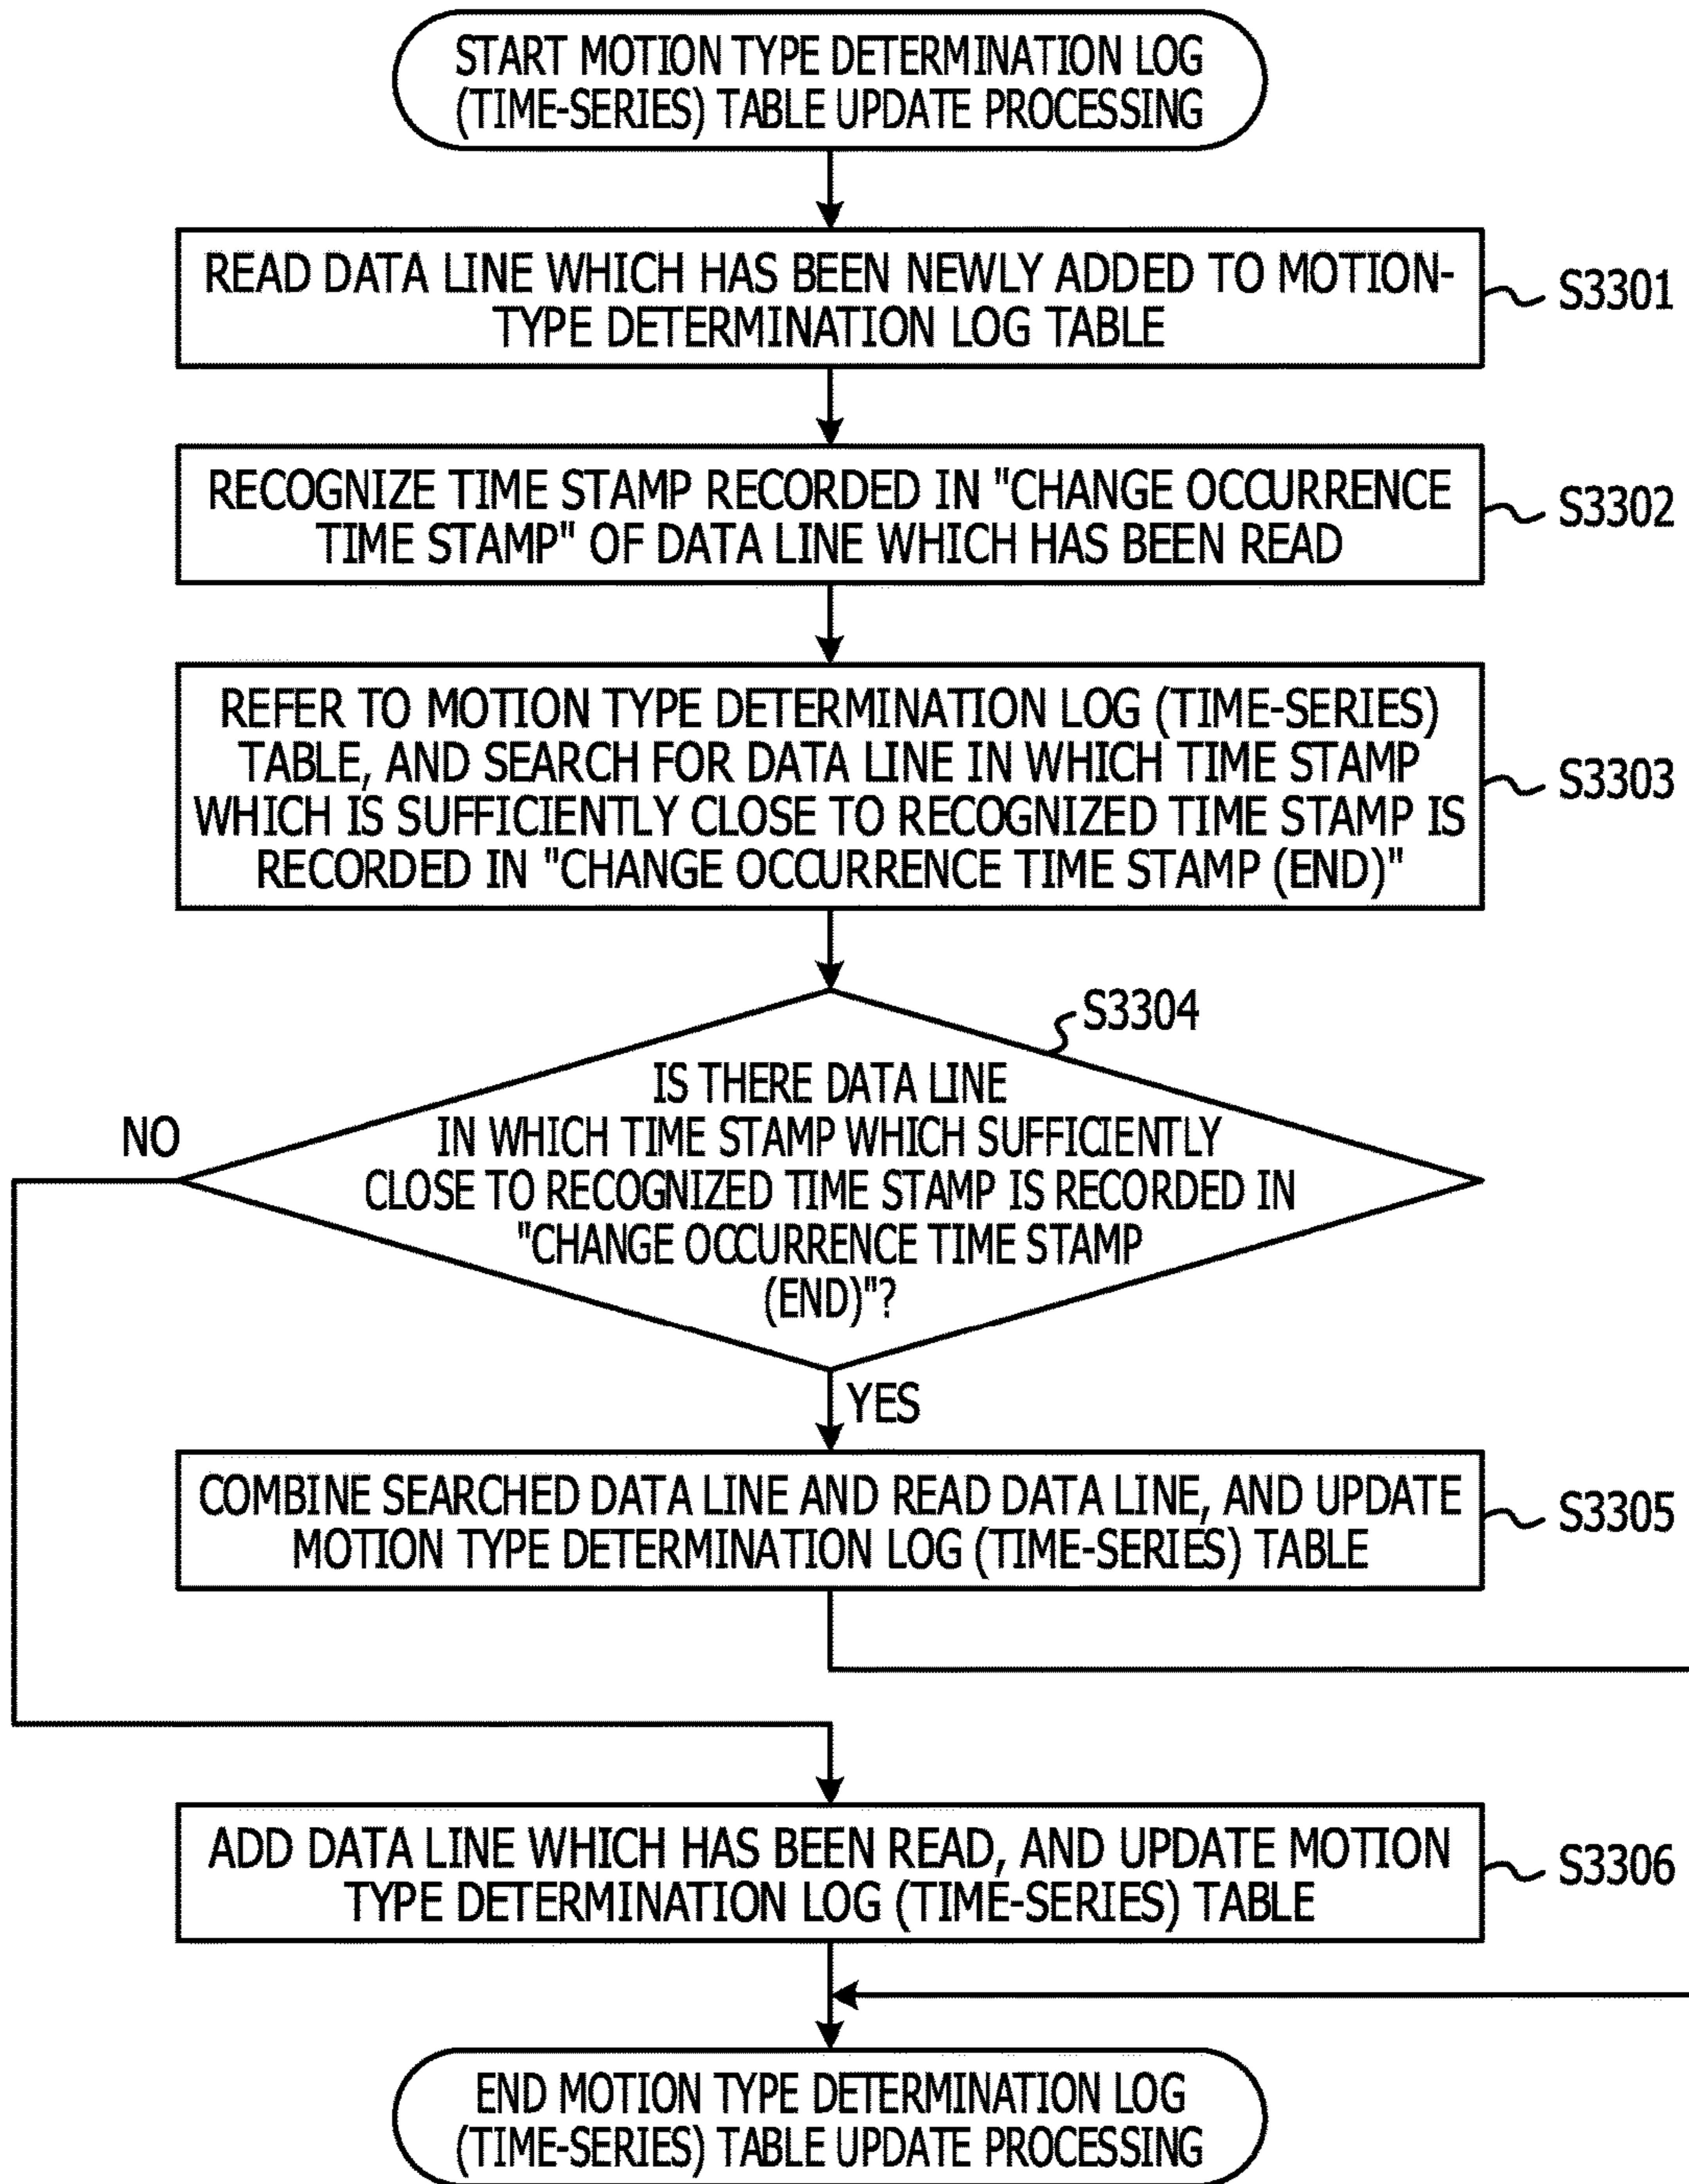 START MOTION TYPE DETERMINATION LOG
(TIME-SERIES) TABLE UPDATE PROCESSING
READ DATA LINE WHICH HAS BEEN NEWLY ADDED TO MOTION-
TYPE DETERMINATION LOG TABLE
S3301
RECOGNIZE TIME STAMP RECORDED IN "CHANGE OCCURRENCE
TIME STAMP" OF DATA LINE WHICH HAS BEEN READ
S3302
REFER TO MOTION TYPE DETERMINATION LOG (TIME-SERIES)
TABLE, AND SEARCH FOR DATA LINE IN WHICH TIME STAMP
WHICH IS SUFFICIENTLY CLOSE TO RECOGNIZED TIME STAMP IS
RECORDED IN "CHANGE OCCURRENCE TIME STAMP (END)"
S3303
S3304
IS THERE DATA LINE
IN WHICH TIME STAMP WHICH SUFFICIENTLY
CLOSE TO RECOGNIZED TIME STAMP IS RECORDED IN
"CHANGE OCCURRENCE TIME STAMP
(END)"?
NO
YES
COMBINE SEARCHED DATA LINE AND READ DATA LINE, AND UPDATE
MOTION TYPE DETERMINATION LOG (TIME-SERIES) TABLE
S3305
ADD DATA LINE WHICH HAS BEEN READ, AND UPDATE MOTION
TYPE DETERMINATION LOG (TIME-SERIES) TABLE
S3306
END MOTION TYPE DETERMINATION LOG
(TIME-SERIES) TABLE UPDATE PROCESSING